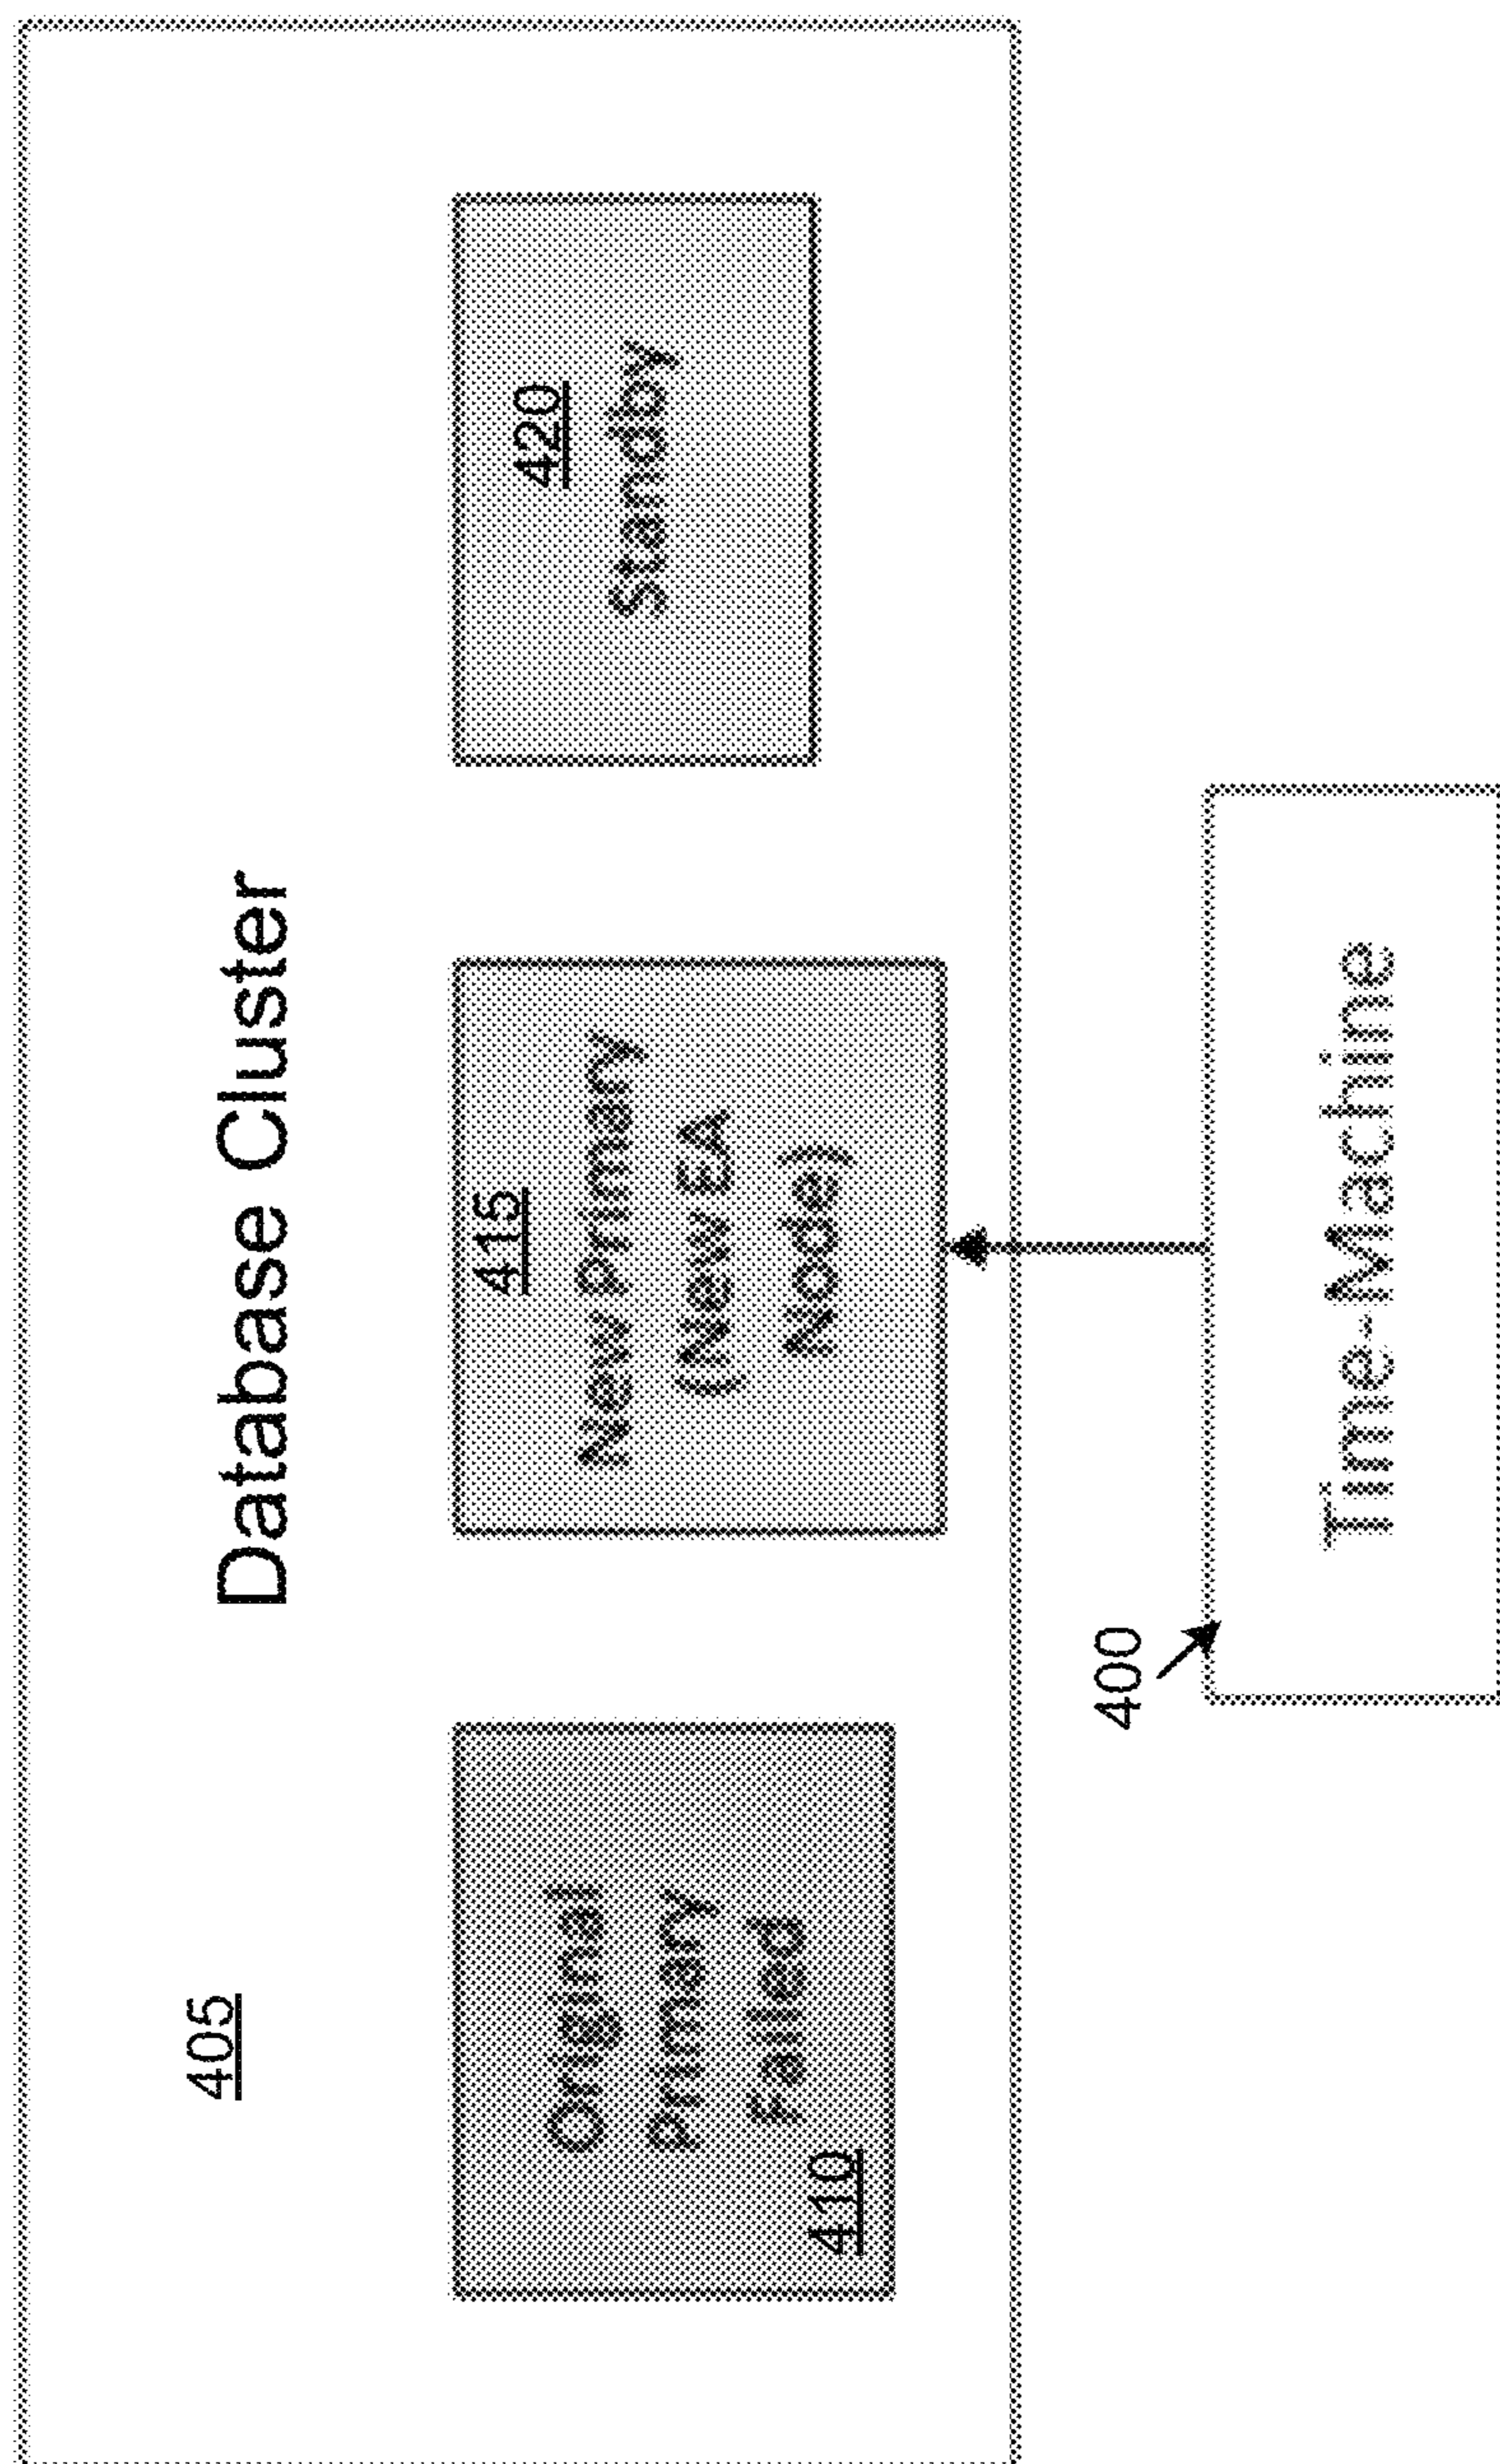 405
Database Cluster
Original
Primary
Failed
410
415
New Primary
(New EA
Node)
420
Standby
400
Time-Machine